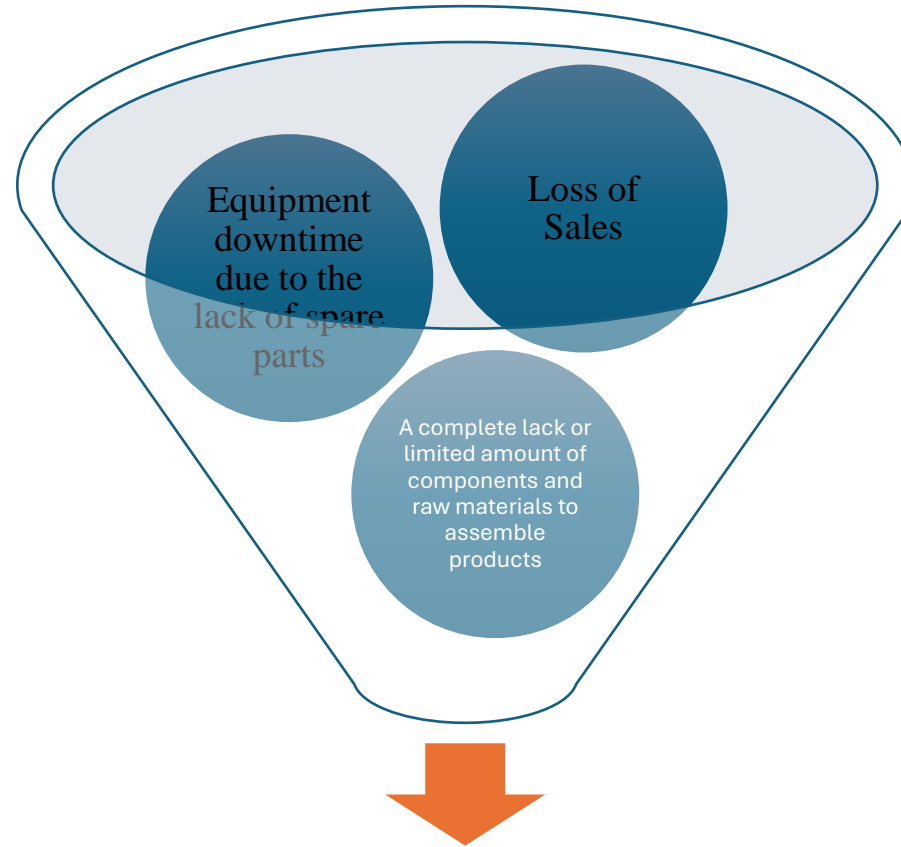 Equipment
downtime
due to the
lack of spare
parts
Loss of
Sales
A complete lack or
limited amount of
components and
raw materials to
assemble
products